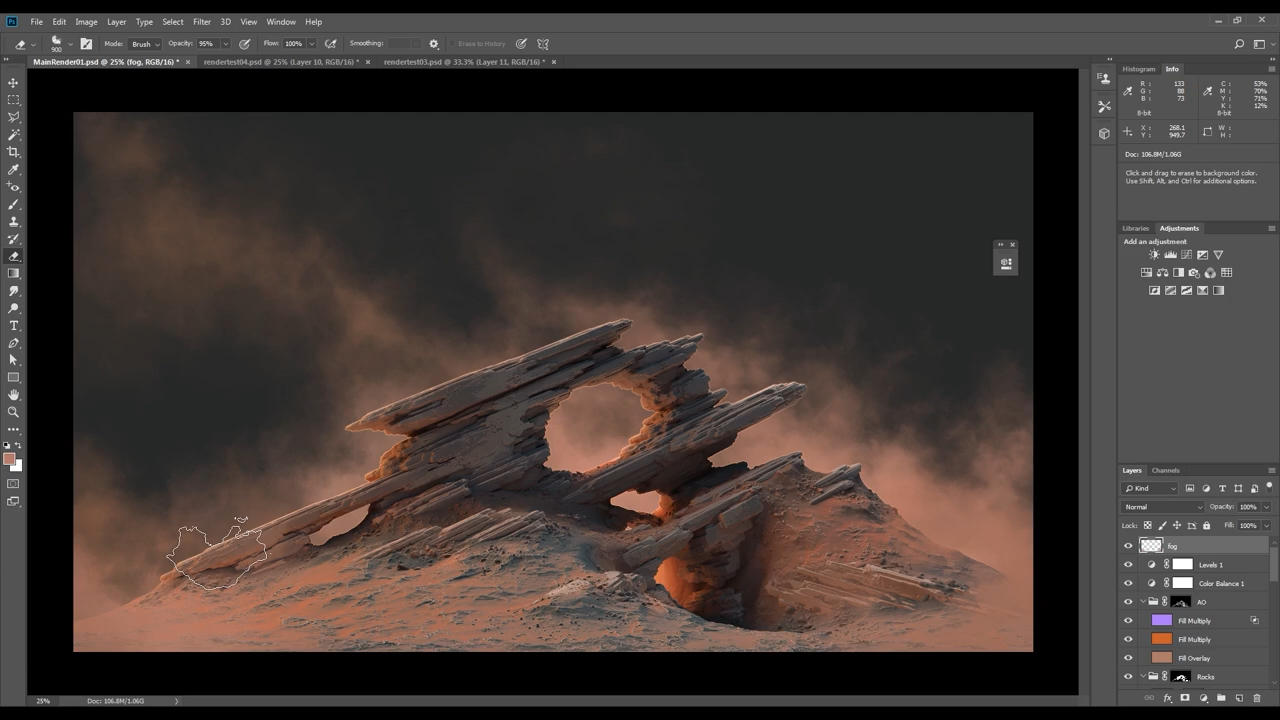 Ps File Edit Image Layer Type Select Filter 3D View Window Help
900 Mode: Brush Opacity: 95% Flow: 100% Smoothing: Erase to History
MainRender01.psd @ 25% (fog, RGB/16) * × rendertest04.psd @ 25% (Layer 10, RGB/16) * × rendertest03.psd @ 33.3% (Layer 11, RGB/16) * ×
Histogram Info
R : 133 C : 53%
G : 88 M : 70%
B : 73 Y : 71%
K : 12%
8-bit 8-bit
X : 268.1 W :
Y : 949.7 H :
Doc: 106.8M/1.06G
Click and drag to erase to background color.
Use Shift, Alt, and Ctrl for additional options.
Libraries Adjustments
Add an adjustment
Layers Channels
Kind
Normal Opacity: 100%
Lock: Fill: 100%
fog
Levels 1
Color Balance 1
AO
Fill Multiply
Fill Multiply
Fill Overlay
Rocks
25% Doc: 106.8M/1.06G